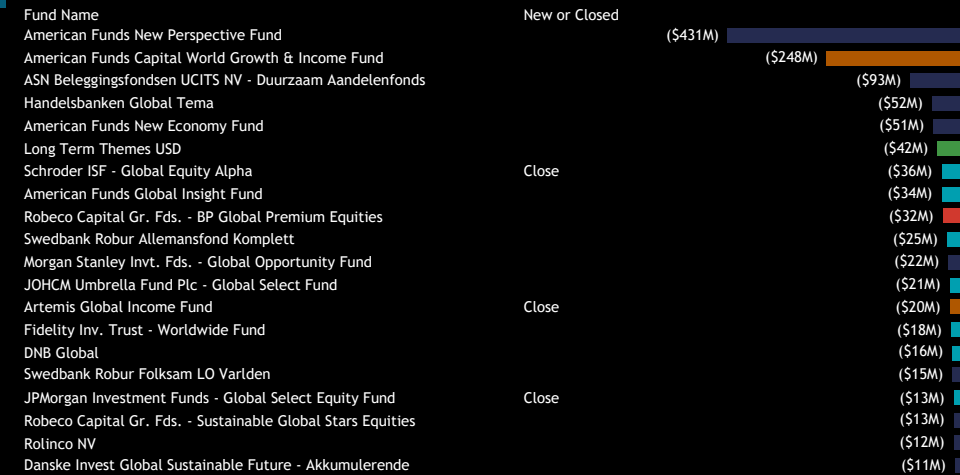 Fund Name New or Closed
American Funds New Perspective Fund ($431M)
American Funds Capital World Growth & Income Fund ($248M)
ASN Beleggingsfondsen UCITS NV - Duurzaam Aandelenfonds ($93M)
Handelsbanken Global Tema ($52M)
American Funds New Economy Fund ($51M)
Long Term Themes USD ($42M)
Schroder ISF - Global Equity Alpha Close ($36M)
American Funds Global Insight Fund ($34M)
Robeco Capital Gr. Fds. - BP Global Premium Equities ($32M)
Swedbank Robur Allemansfond Komplett ($25M)
Morgan Stanley Invt. Fds. - Global Opportunity Fund ($22M)
JOHCM Umbrella Fund Plc - Global Select Fund ($21M)
Artemis Global Income Fund Close ($20M)
Fidelity Inv. Trust - Worldwide Fund ($18M)
DNB Global ($16M)
Swedbank Robur Folksam LO Varlden ($15M)
JPMorgan Investment Funds - Global Select Equity Fund Close ($13M)
Robeco Capital Gr. Fds. - Sustainable Global Stars Equities ($13M)
Rolinco NV ($12M)
Danske Invest Global Sustainable Future - Akkumulerende ($11M)